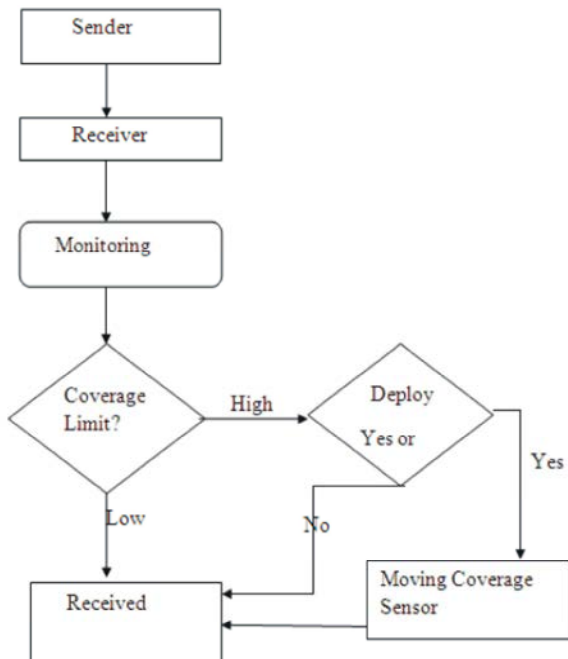 Sender
Receiver
Monitoring
Coverage
Limit?
High
Deploy
Yes or
Yes
Low
No
Received
Moving Coverage
Sensor